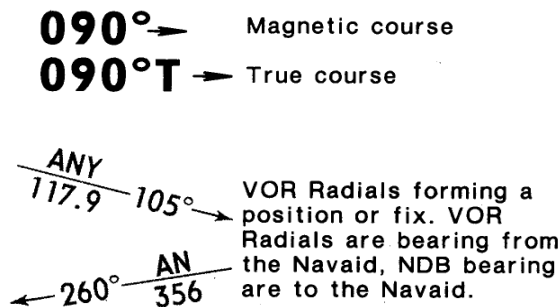 090° Magnetic course
090°T True course
ANY
117.9 105°
VOR Radials forming a
position or fix. VOR
Radials are bearing from
the Navaid, NDB bearing
are to the Navaid.
260° AN
356